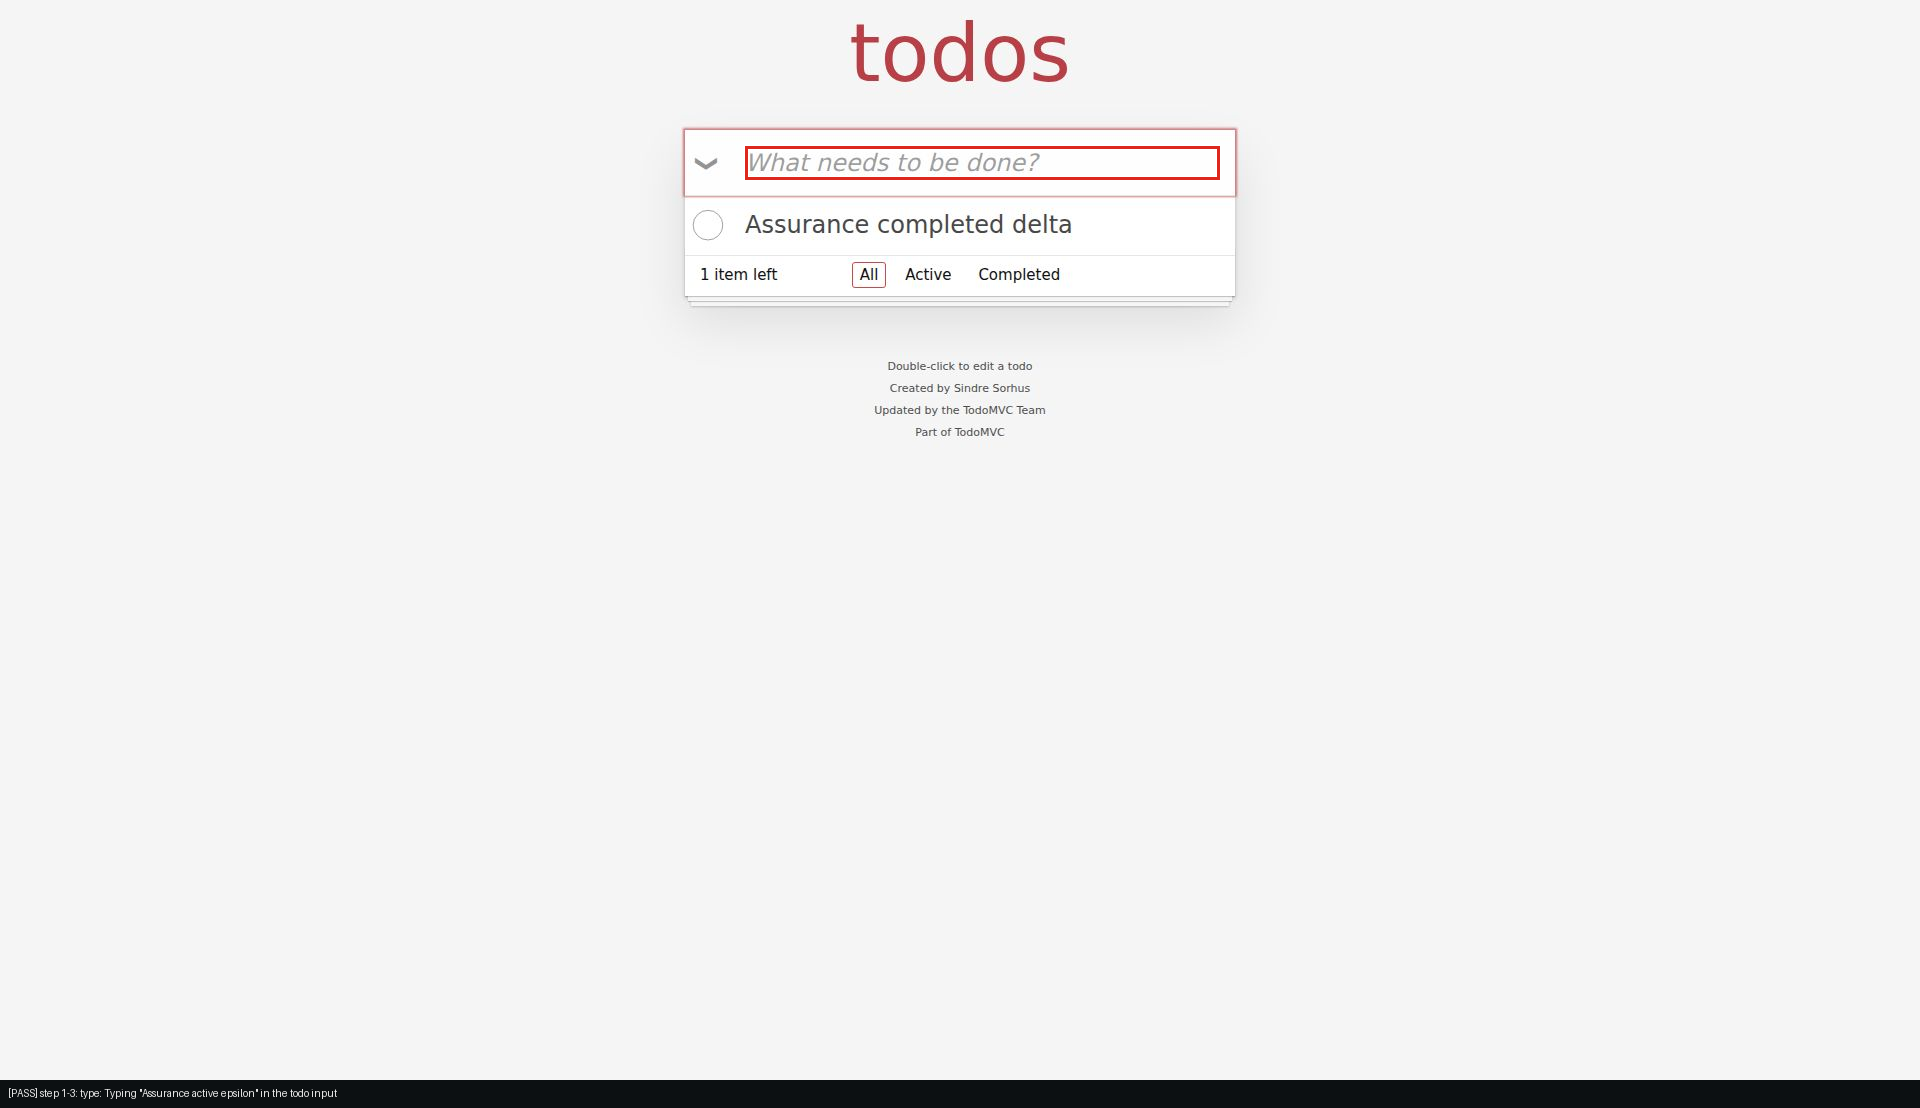 todos
What needs to be done?
Assurance completed delta
1 item left All Active Completed
Double-click to edit a todo
Created by Sindre Sorhus
Updated by the TodoMVC Team
Part of TodoMVC
[PASS] step 1-3: type: Typing "Assurance active epsilon" in the todo input